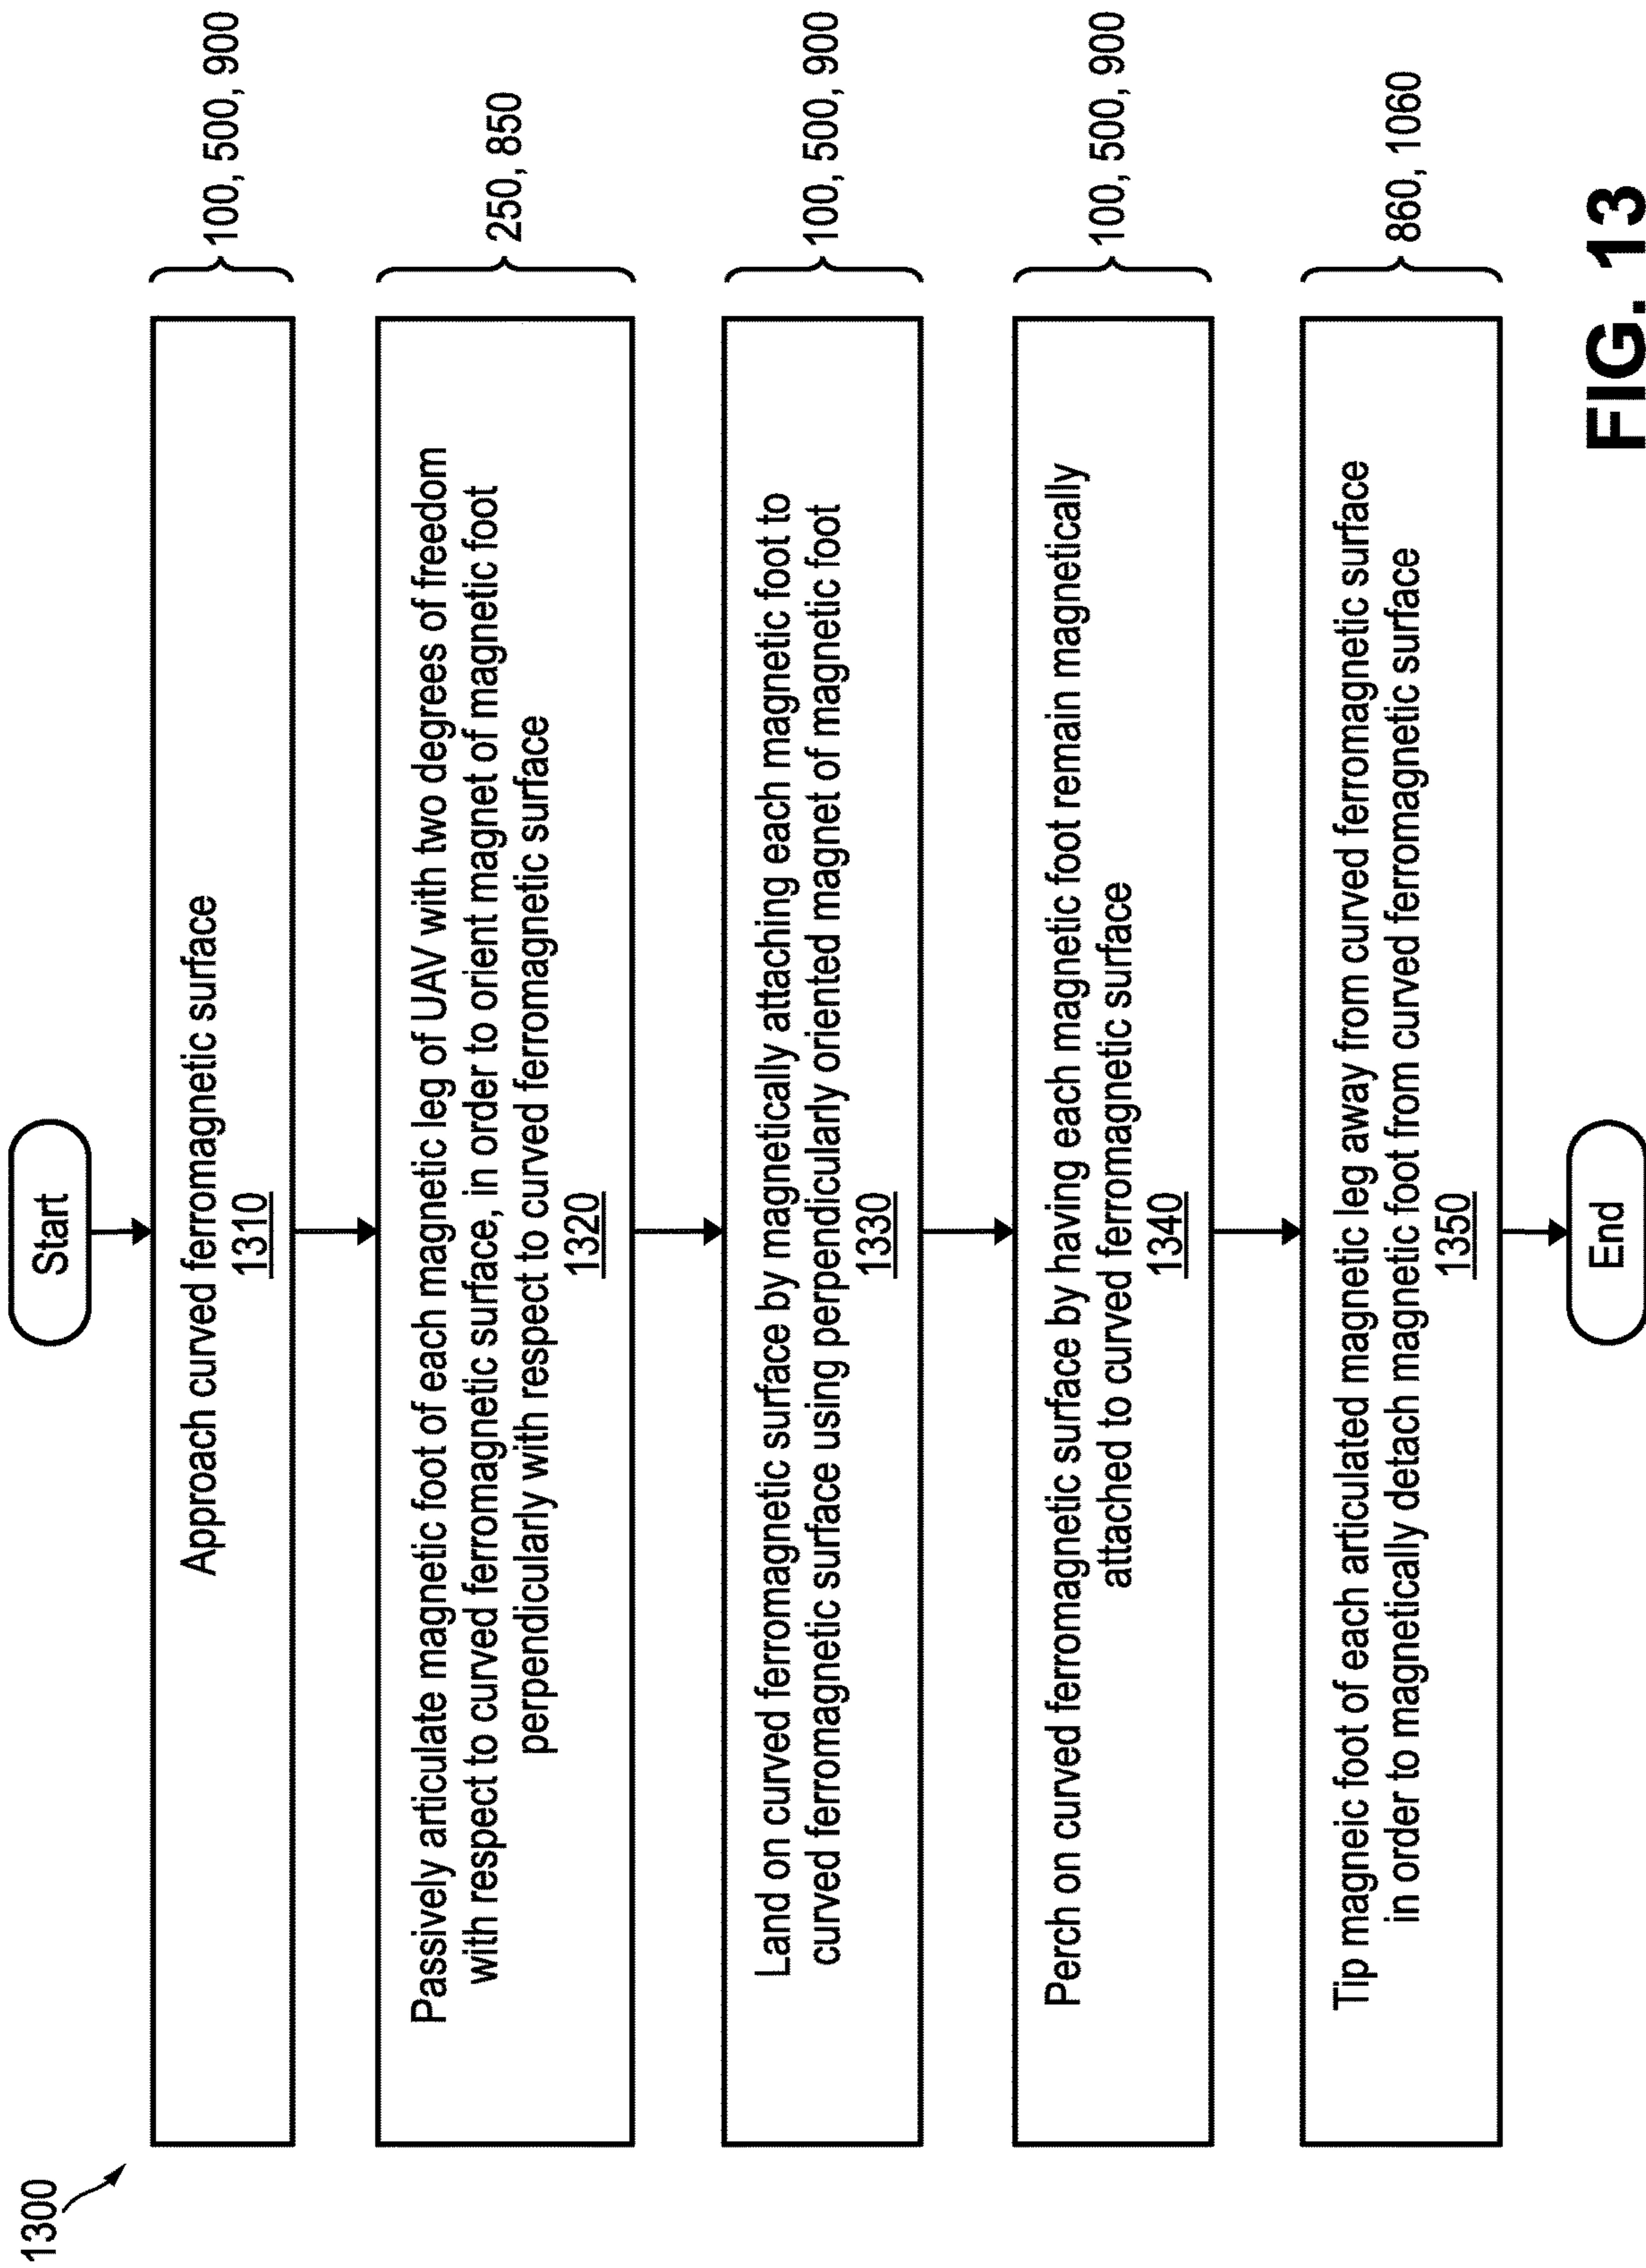 1300
Start
Approach curved ferromagnetic surface
1310
100, 500, 900
Passively articulate magnetic foot of each magnetic leg of UAV with two degrees of freedom
with respect to curved ferromagnetic surface, in order to orient magnet of magnetic foot
perpendicularly with respect to curved ferromagnetic surface
1320
250, 850
Land on curved ferromagnetic surface by magnetically attaching each magnetic foot to
curved ferromagnetic surface using perpendicularly oriented magnet of magnetic foot
1330
100, 500, 900
Perch on curved ferromagnetic surface by having each magnetic foot remain magnetically
attached to curved ferromagnetic surface
1340
100, 500, 900
Tip magneic foot of each articulated magnetic leg away from curved ferromagnetic surface
in order to magnetically detach magnetic foot from curved ferromagnetic surface
1350
860, 1060
End
FIG. 13